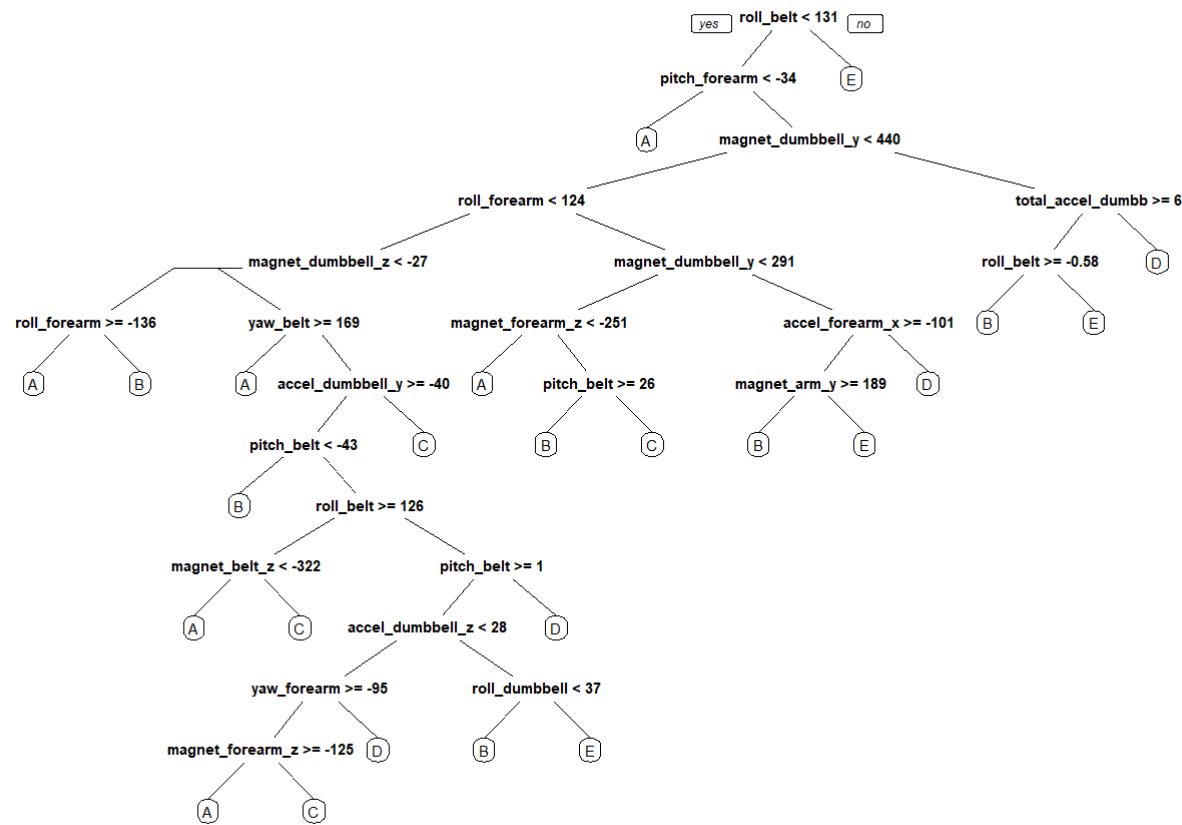 yes roll_belt < 131 no
pitch_forearm < -34 E
A magnet_dumbbell_y < 440
roll_forearm < 124 total_accel_dumbb >= 6
magnet_dumbbell_z < -27 magnet_dumbbell_y < 291 roll_belt >= -0.58 D
roll_forearm >= -136 yaw_belt >= 169 magnet_forearm_z < -251 accel_forearm_x >= -101 B E
A B A accel_dumbbell_y >= -40 A pitch_belt >= 26 magnet_arm_y >= 189 D
pitch_belt < -43 C B C B E
B roll_belt >= 126
magnet_belt_z < -322 pitch_belt >= 1
A C accel_dumbbell_z < 28 D
yaw_forearm >= -95 roll_dumbbell < 37
magnet_forearm_z >= -125 D B E
A C